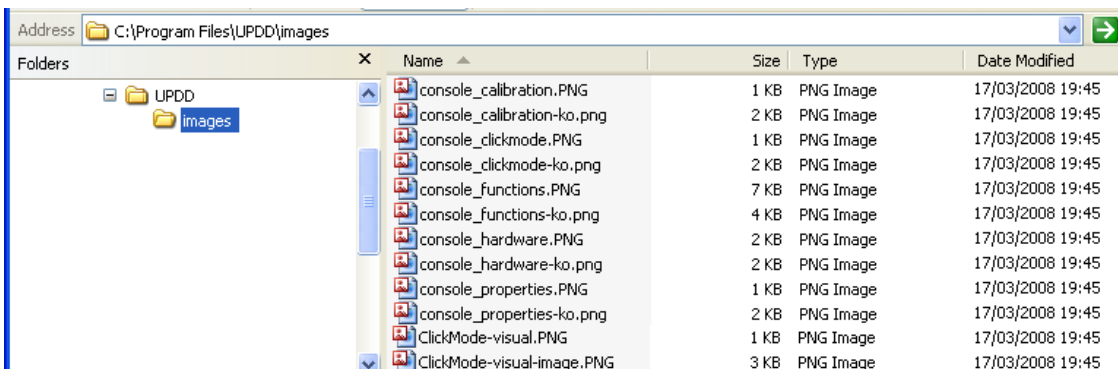 Address C:\Program Files\UPDD\images
Folders x Name Size Type Date Modified
UPDD
images
console_calibration.PNG 1 KB PNG Image 17/03/2008 19:45
console_calibration-ko.png 2 KB PNG Image 17/03/2008 19:45
console_clickmode.PNG 1 KB PNG Image 17/03/2008 19:45
console_clickmode-ko.png 2 KB PNG Image 17/03/2008 19:45
console_functions.PNG 7 KB PNG Image 17/03/2008 19:45
console_functions-ko.png 4 KB PNG Image 17/03/2008 19:45
console_hardware.PNG 2 KB PNG Image 17/03/2008 19:45
console_hardware-ko.png 2 KB PNG Image 17/03/2008 19:45
console_properties.PNG 1 KB PNG Image 17/03/2008 19:45
console_properties-ko.png 2 KB PNG Image 17/03/2008 19:45
ClickMode-visual.PNG 1 KB PNG Image 17/03/2008 19:45
ClickMode-visual-image.PNG 3 KB PNG Image 17/03/2008 19:45